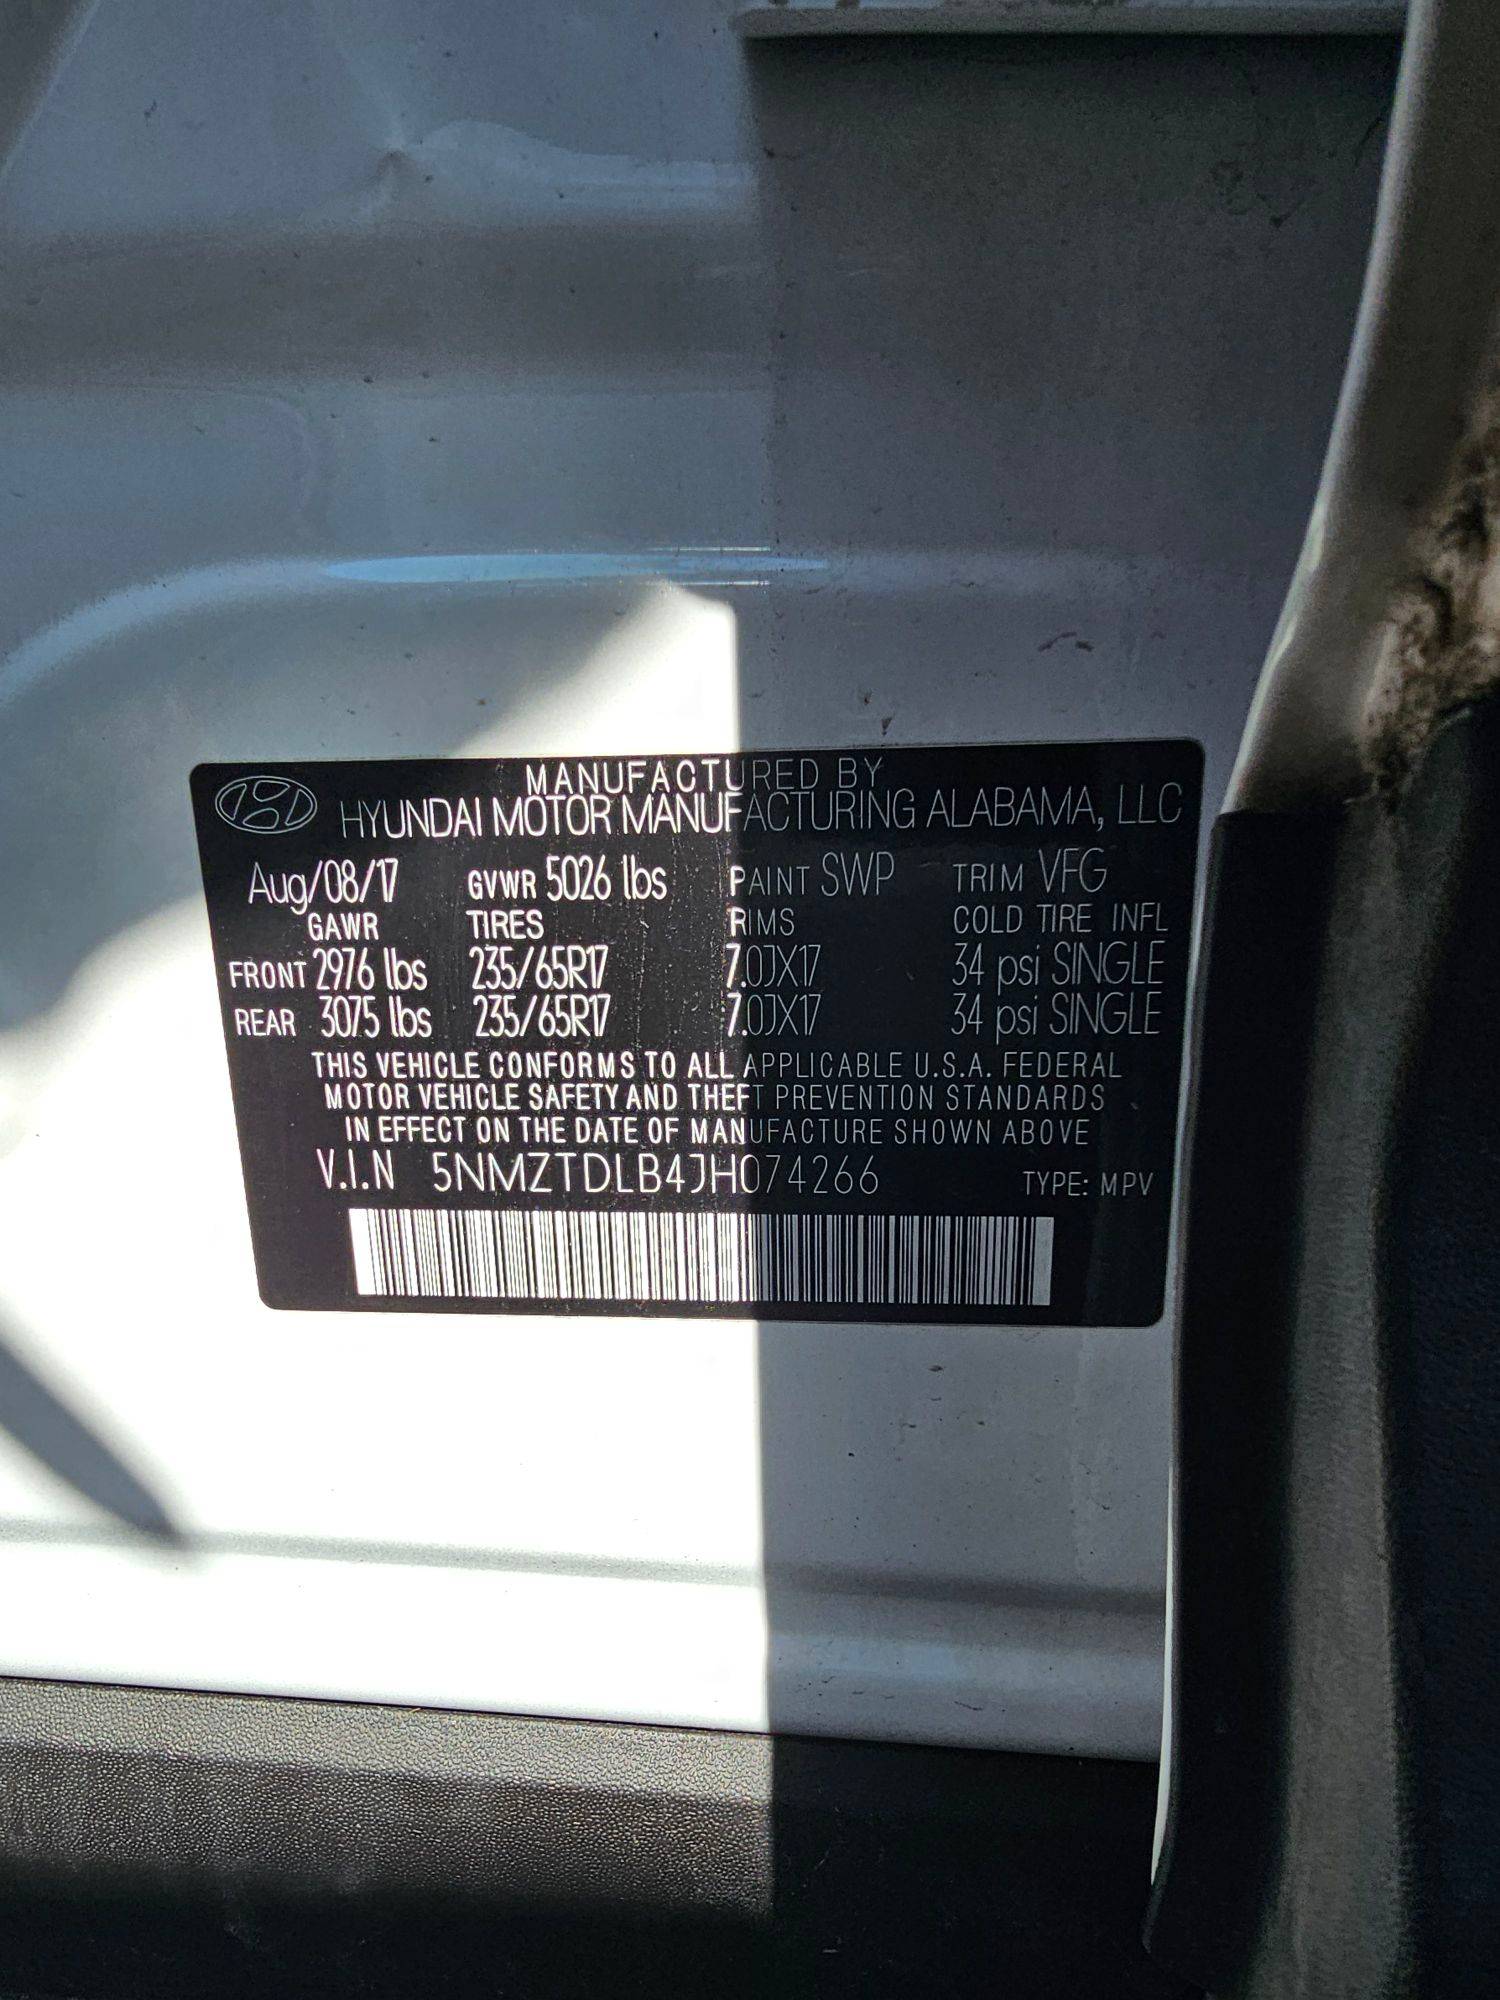 MANUFACTURED BY
HYUNDAI MOTOR MANUFACTURING ALABAMA, LLC
Aug/08/17 GVWR 5026 lbs PAINT SWP TRIM VFG
GAWR TIRES RIMS COLD TIRE INFL
FRONT 2976 lbs 235/65R17 7.0JX17 34 psi SINGLE
REAR 3075 lbs 235/65R17 7.0JX17 34 psi SINGLE
THIS VEHICLE CONFORMS TO ALL APPLICABLE U.S.A. FEDERAL
MOTOR VEHICLE SAFETY AND THEFT PREVENTION STANDARDS
IN EFFECT ON THE DATE OF MANUFACTURE SHOWN ABOVE
V.I.N 5NMZTDLB4JH074266 TYPE: MPV